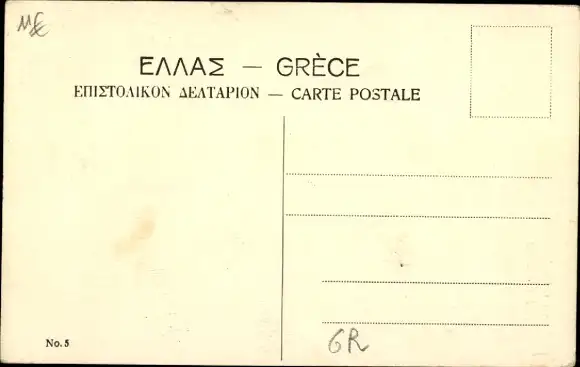 ΕΛΛΑΣ — GRÈCE
ΕΠΙΣΤΟΛΙΚΟΝ ΔΕΛΤΑΡΙΟΝ — CARTE POSTALE
No. 5
GR